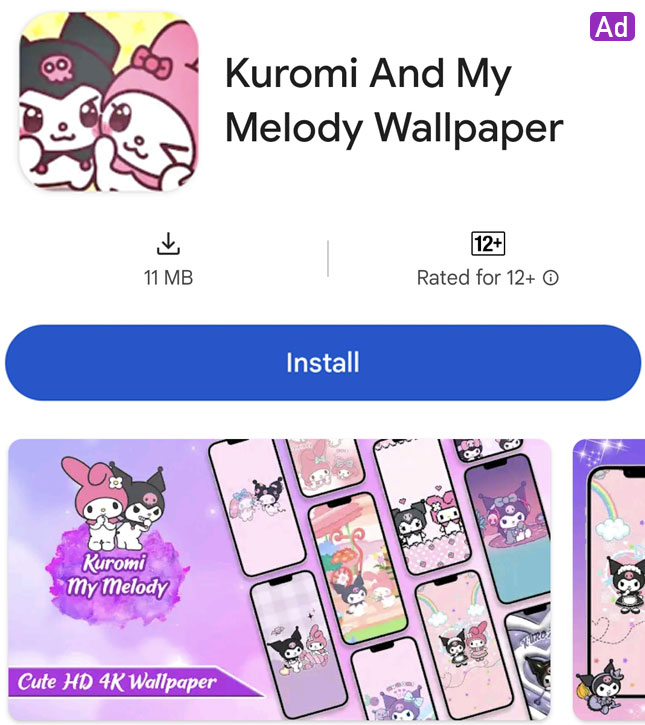 Ad
Kuromi And My
Melody Wallpaper
11 MB
12+
Rated for 12+
Install
Kuromi
My Melody
Cute HD 4K Wallpaper